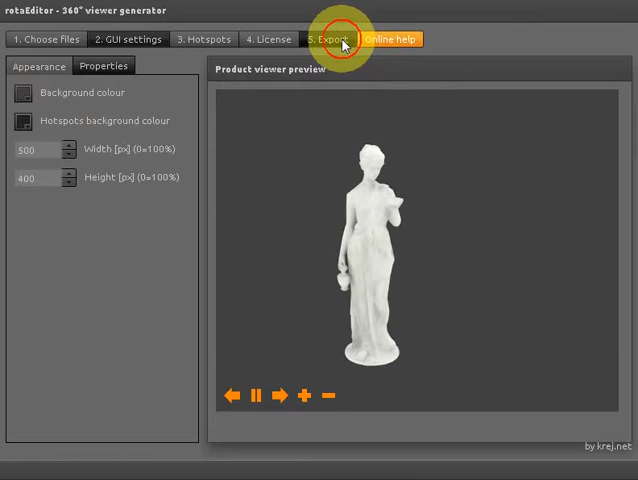 rotaEditor - 360° viewer generator
1. Choose files 2. GUI settings 3. Hotspots 4. License 5. Export Online help
Appearance Properties
Product viewer preview
Background colour
Hotspots background colour
500 Width [px] (0=100%)
400 Height [px] (0=100%)
by krej.net